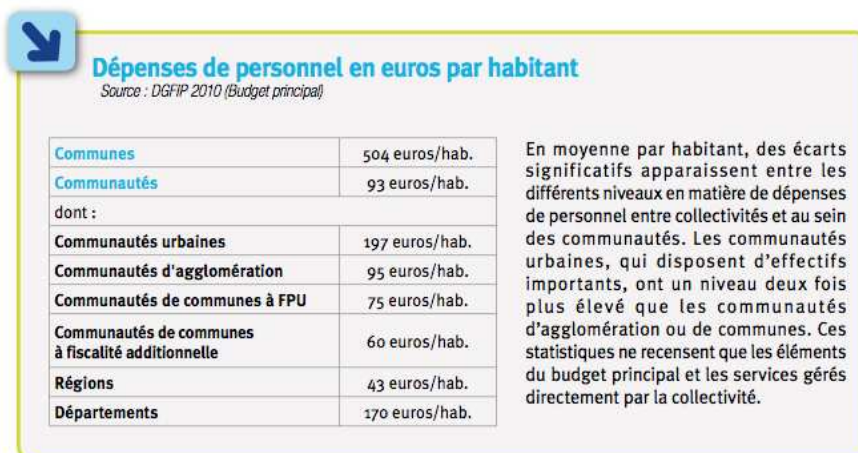 Dépenses de personnel en euros par habitant
Source : DGFIP 2010 (Budget principal)
Communes 504 euros/hab.
Communautés 93 euros/hab.
dont :
Communautés urbaines 197 euros/hab.
Communautés d'agglomération 95 euros/hab.
Communautés de communes à FPU 75 euros/hab.
Communautés de communes
à fiscalité additionnelle 60 euros/hab.
Régions 43 euros/hab.
Départements 170 euros/hab.
En moyenne par habitant, des écarts
significatifs apparaissent entre les
différents niveaux en matière de dépenses
de personnel entre collectivités et au sein
des communautés. Les communautés
urbaines, qui disposent d'effectifs
importants, ont un niveau deux fois
plus élevé que les communautés
d'agglomération ou de communes. Ces
statistiques ne recensent que les éléments
du budget principal et les services gérés
directement par la collectivité.